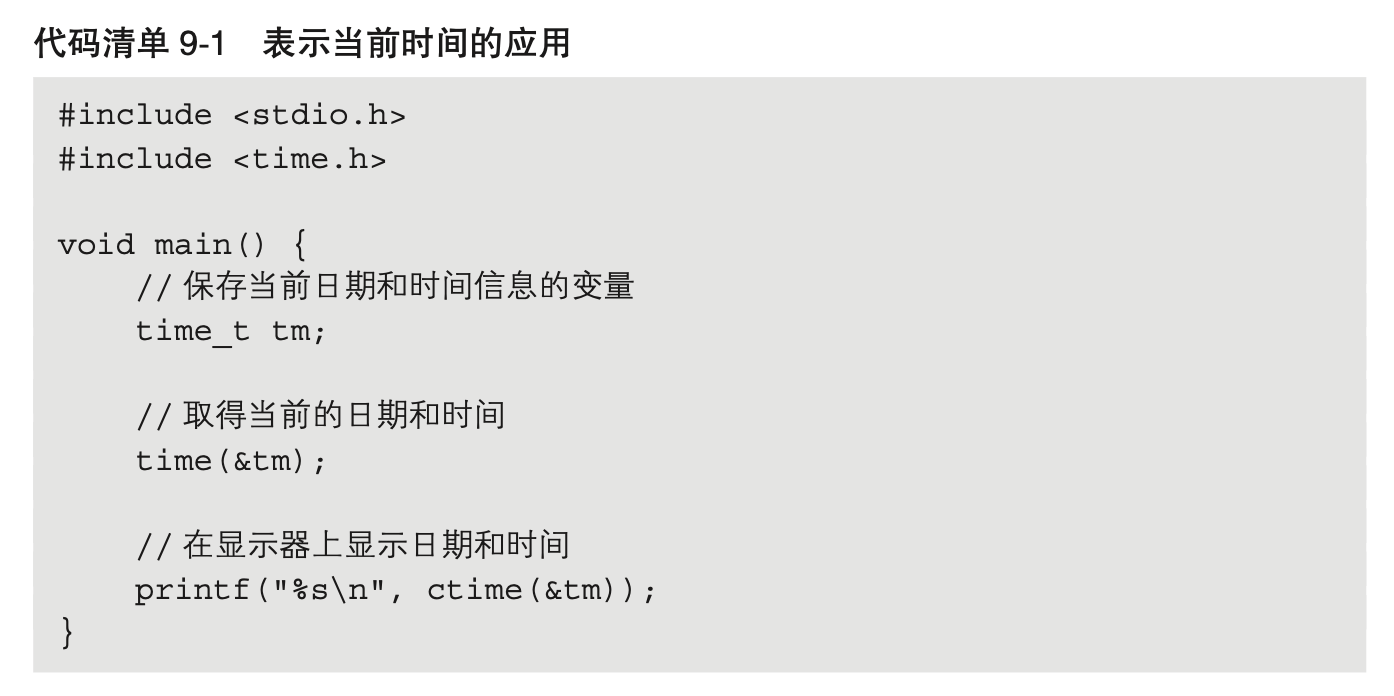 代码清单 9-1　表示当前时间的应用
#include <stdio.h>
#include <time.h>
void main() {
    // 保存当前日期和时间信息的变量
    time_t tm;
    // 取得当前的日期和时间
    time(&tm);
    // 在显示器上显示日期和时间
    printf("%s\n", ctime(&tm));
}